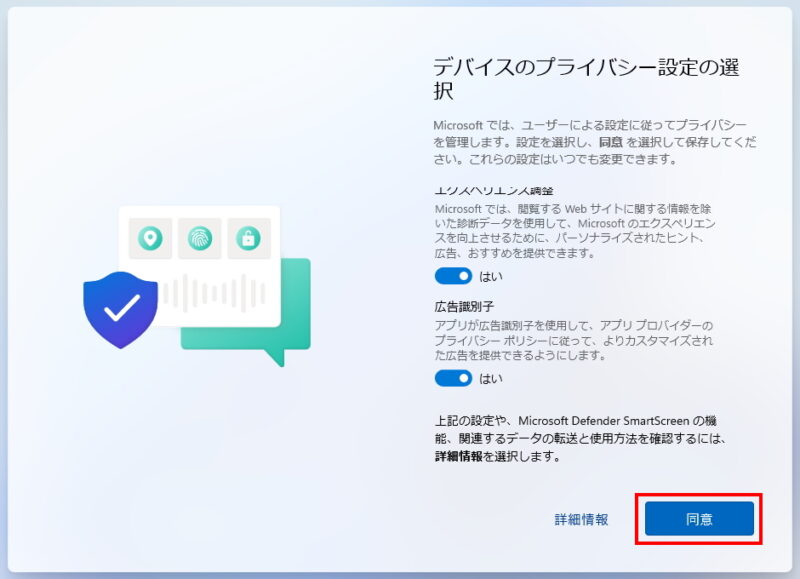 デバイスのプライバシー設定の選
択
Microsoft では、ユーザーによる設定に従ってプライバシー
を管理します。設定を選択し、同意 を選択して保存してくだ
さい。これらの設定はいつでも変更できます。
エクスペリエンス調整
Microsoft では、閲覧する Web サイトに関する情報を除
いた診断データを使用して、Microsoft のエクスペリエン
スを向上させるために、パーソナライズされたヒント、
広告、おすすめを提供できます。
はい
広告識別子
アプリが広告識別子を使用して、アプリ プロバイダーの
プライバシー ポリシーに従って、よりカスタマイズされ
た広告を提供できるようにします。
はい
上記の設定や、Microsoft Defender SmartScreen の機
能、関連するデータの転送と使用方法を確認するには、
詳細情報を選択します。
詳細情報
同意